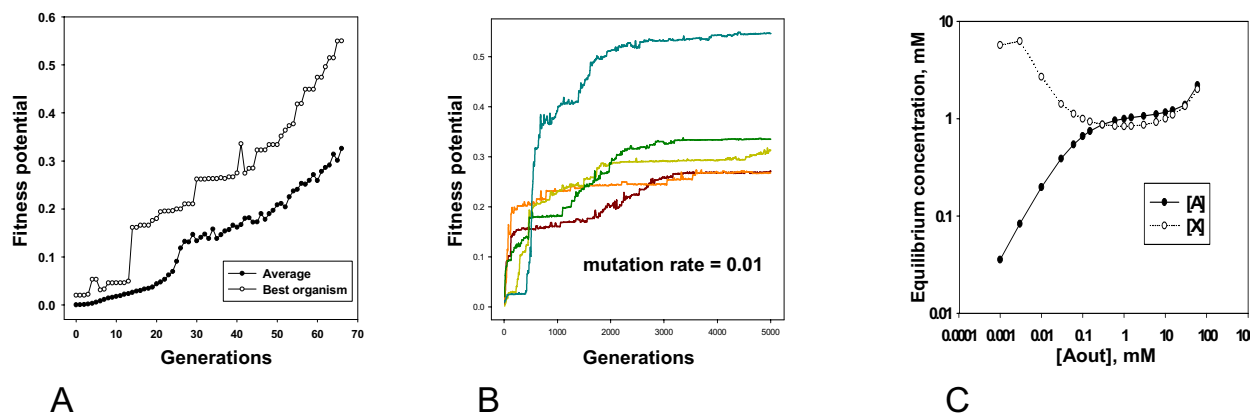 0.6
0.5
0.4
0.3
0.2
0.1
0.0
Fitness potential
0 10 20 30 40 50 60 70
Generations
Average
Best organism
A
0.5
0.4
0.3
0.2
0.1
0.0
Fitness potential
mutation rate = 0.01
0 1000 2000 3000 4000 5000
Generations
B
10
1
0.1
0.01
Equilibrium concentration, mM
[A]
[X]
0.0001 0.001 0.01 0.1 1 10 100
[Aout], mM
C